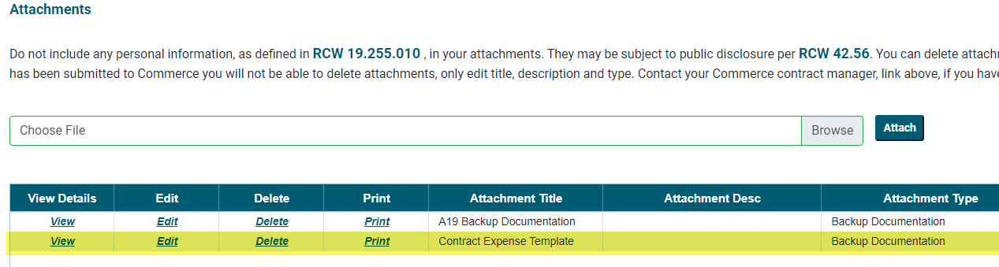 Attachments
Do not include any personal information, as defined in RCW 19.255.010 , in your attachments. They may be subject to public disclosure per RCW 42.56. You can delete
has been submitted to Commerce you will not be able to delete attachments, only edit title, description and type. Contact your Commerce contract manager, link above, if you have
Choose File Browse Attach
View Details Edit Delete Print Attachment Title Attachment Desc Attachment Type
View Edit Delete Print A19 Backup Documentation Backup Documentation
View Edit Delete Print Contract Expense Template Backup Documentation